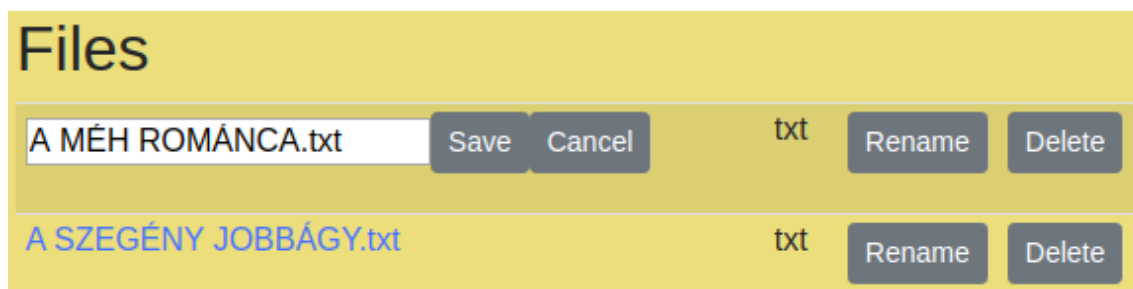 Files
A MÉH ROMÁNCA.txt Save Cancel txt Rename Delete
A SZEGÉNY JOBBÁGY.txt txt Rename Delete